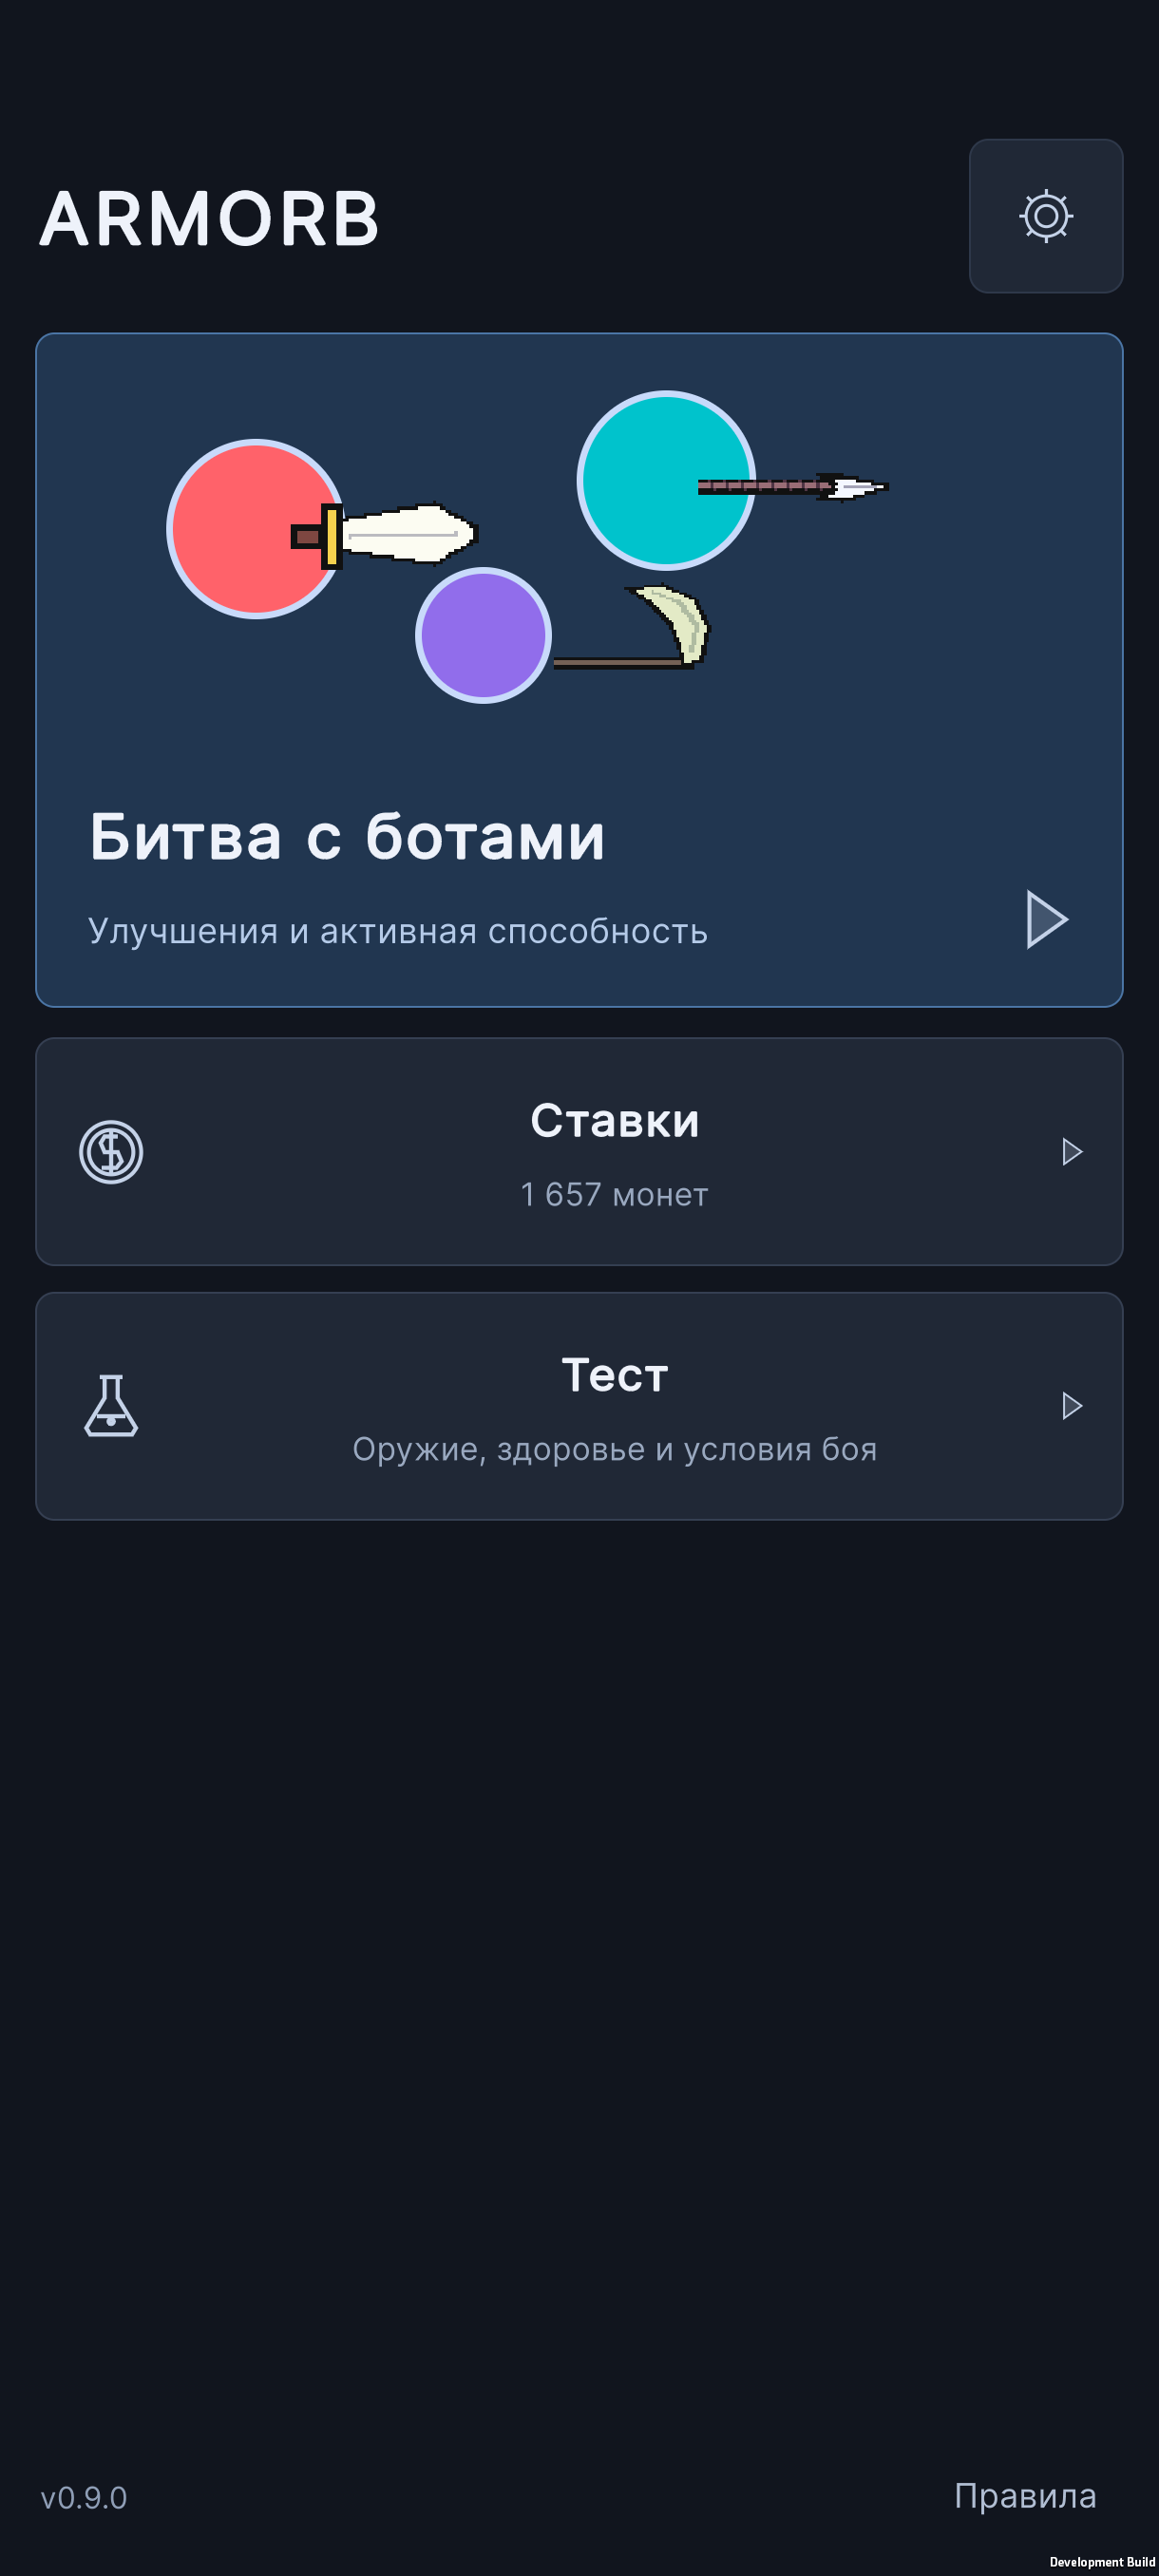 ARMORB
Битва с ботами
Улучшения и активная способность
Ставки
1 657 монет
Тест
Оружие, здоровье и условия боя
v0.9.0
Правила
Development Build